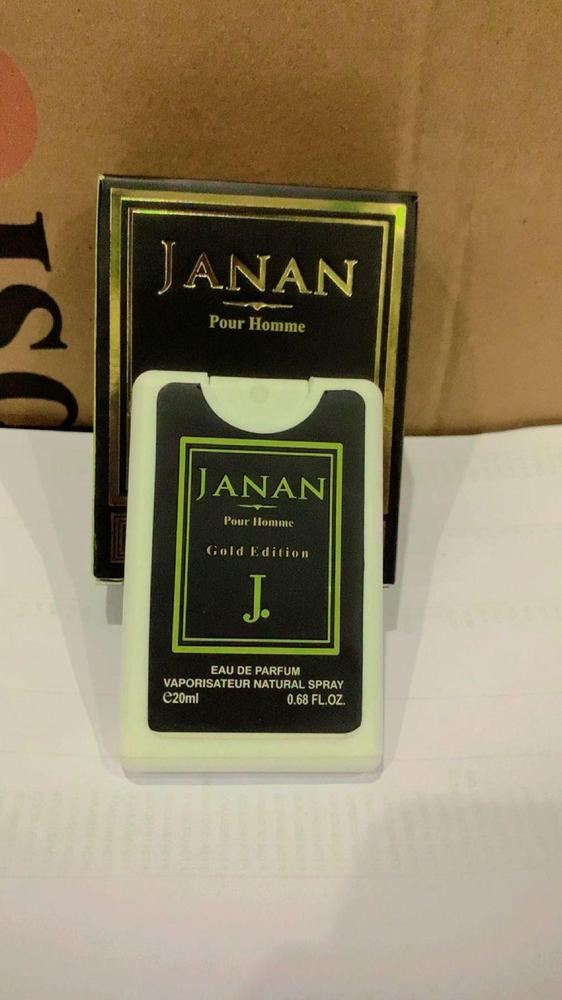 JANAN
Pour Homme
JANAN
Pour Homme
Gold Edition
J.
EAU DE PARFUM
VAPORISATEUR NATURAL SPRAY
℮20ml 0.68 FL.OZ.